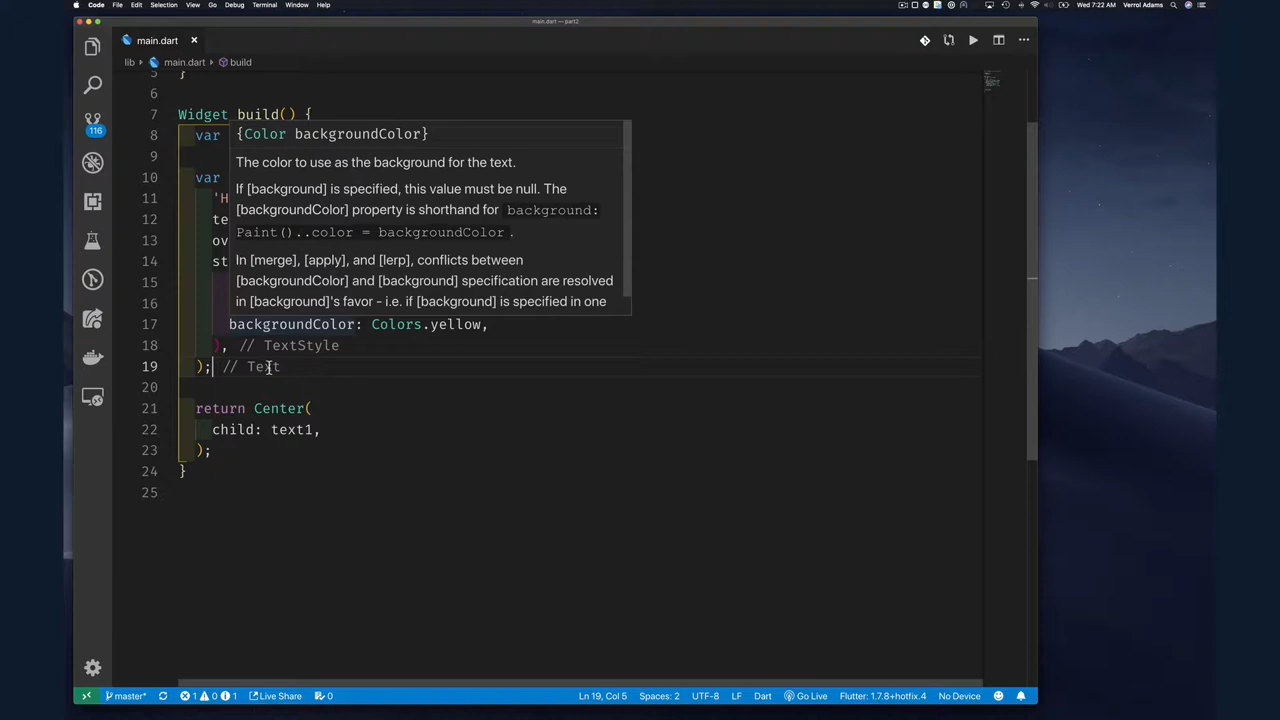 Code File Edit Selection View Go Debug Terminal Window Help Wed 7:22 AM Verrol Adams
main.dart — part2
main.dart
lib › main.dart › build
5 }
6
7 Widget build() {
8 var
{Color backgroundColor}
9
The color to use as the background for the text.
10 var
If [background] is specified, this value must be null. The
11 'H
[backgroundColor] property is shorthand for background:
12 te
Paint()..color = backgroundColor.
13 ov
14 st
In [merge], [apply], and [lerp], conflicts between
15
[backgroundColor] and [background] specification are resolved
16
in [background]'s favor - i.e. if [background] is specified in one
17 backgroundColor: Colors.yellow,
18 ), // TextStyle
19 ); // Text
20
21 return Center(
22 child: text1,
23 );
24 }
25
116
master* 1 0 1 Live Share 0 Ln 19, Col 5 Spaces: 2 UTF-8 LF Dart Go Live Flutter: 1.7.8+hotfix.4 No Device